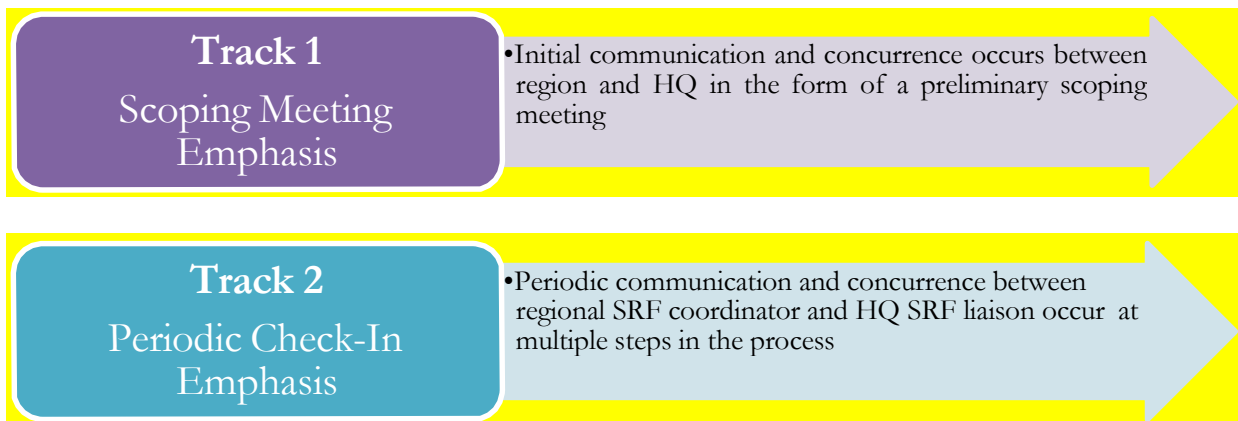 Track 1
Scoping Meeting
Emphasis
•Initial communication and concurrence occurs between
region and HQ in the form of a preliminary scoping
meeting
Track 2
Periodic Check-In
Emphasis
•Periodic communication and concurrence between
regional SRF coordinator and HQ SRF liaison occur at
multiple steps in the process